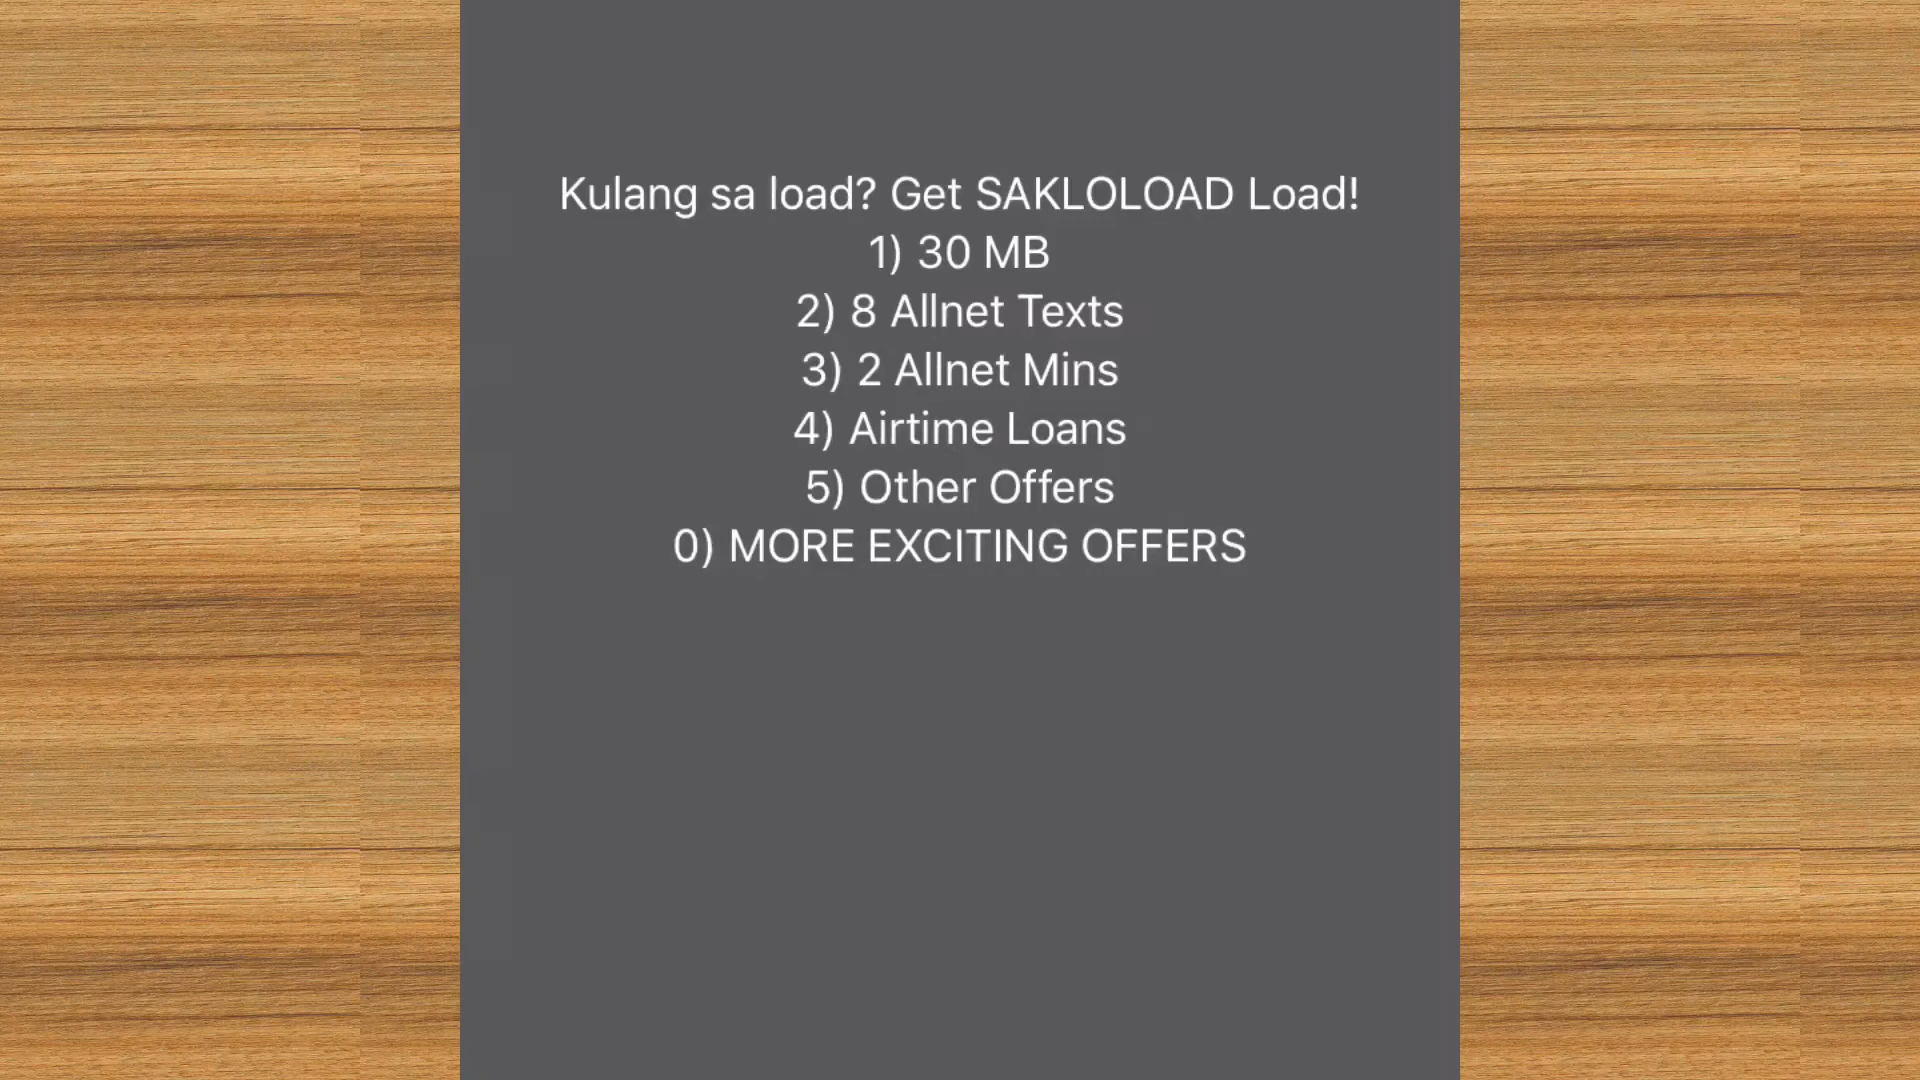 Kulang sa load? Get SAKLOLOAD Load!
1) 30 MB
2) 8 Allnet Texts
3) 2 Allnet Mins
4) Airtime Loans
5) Other Offers
0) MORE EXCITING OFFERS